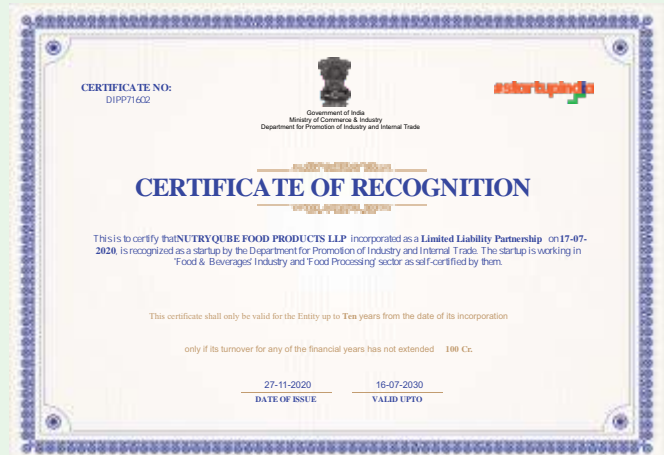 CERTIFICATE NO:
DIPP71602
#startupindia
Government of India
Ministry of Commerce & Industry
Department for Promotion of Industry and Internal Trade
CERTIFICATE OF RECOGNITION
This is to certify that NUTRYQUBE FOOD PRODUCTS LLP incorporated as a Limited Liability Partnership on 17-07-
2020, is recognized as a startup by the Department for Promotion of Industry and Internal Trade. The startup is working in
'Food & Beverages' Industry and 'Food Processing' sector as self-certified by them.
This certificate shall only be valid for the Entity up to Ten years from the date of its incorporation
only if its turnover for any of the financial years has not extended 100 Cr.
27-11-2020 16-07-2030
DATE OF ISSUE VALID UPTO